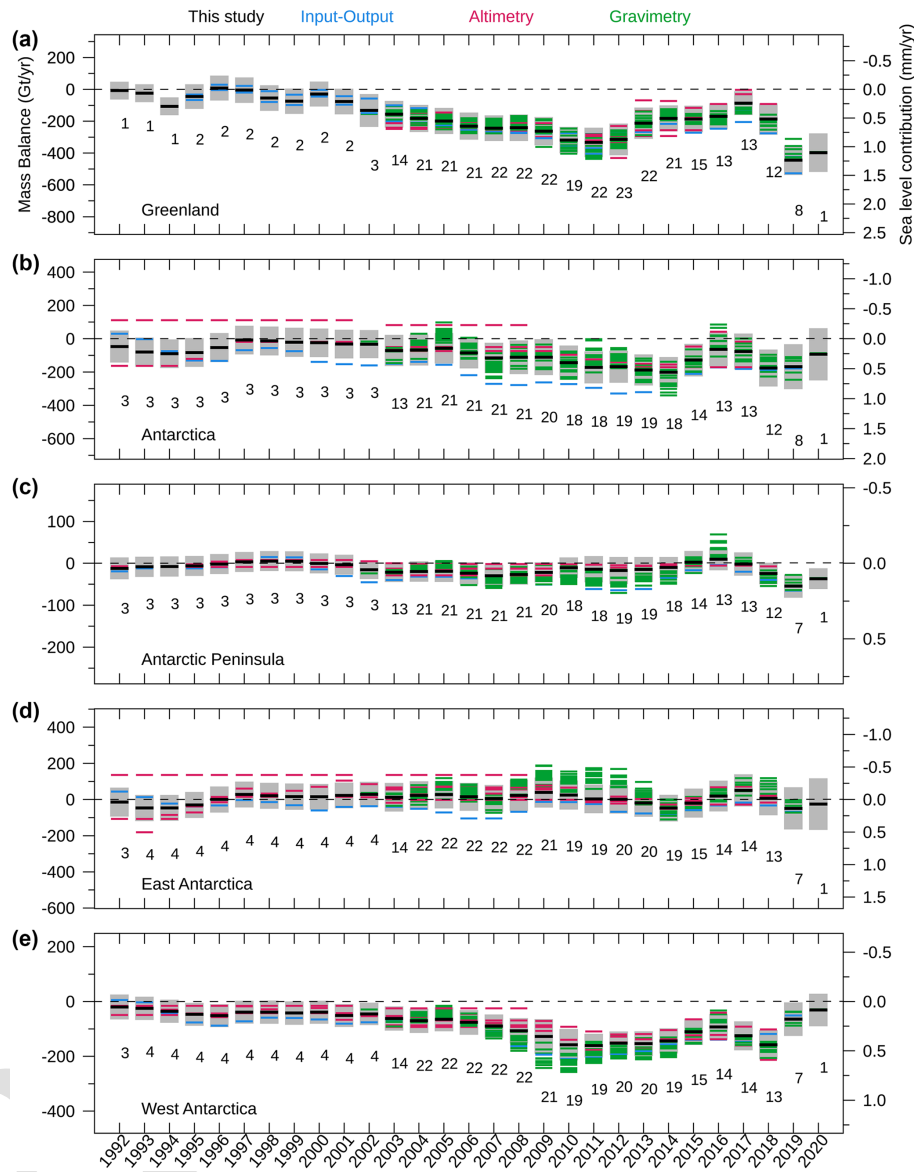 This study Input-Output Altimetry Gravimetry
(a)
Mass Balance (Gt/yr)
Sea level contribution (mm/yr)
200
0
-200
-400
-600
-800
-0.5
0.0
0.5
1.0
1.5
2.0
2.5
1 1 1 2 2 2 2 2 2 2 3 14 21 21 21 22 22 22 19 22 23 22 21 15 13 13 12 8 1
Greenland
(b)
400
200
0
-200
-400
-600
-1.0
-0.5
0.0
0.5
1.0
1.5
2.0
3 3 3 3 3 3 3 3 3 3 3 13 21 21 21 21 21 20 18 18 19 19 18 14 13 13 12 8 1
Antarctica
(c)
100
0
-100
-200
-0.5
0.0
0.5
3 3 3 3 3 3 3 3 3 3 3 13 21 21 21 21 21 20 18 18 19 19 18 14 13 13 12 7 1
Antarctic Peninsula
(d)
400
200
0
-200
-400
-600
-1.0
-0.5
0.0
0.5
1.0
1.5
3 4 4 4 4 4 4 4 4 4 4 14 22 22 22 22 22 21 19 19 20 20 19 15 14 14 13 7 1
East Antarctica
(e)
200
0
-200
-400
-0.5
0.0
0.5
1.0
3 4 4 4 4 4 4 4 4 4 4 14 22 22 22 22 22 21 19 19 20 20 19 15 14 14 13 7 1
West Antarctica
1992 1993 1994 1995 1996 1997 1998 1999 2000 2001 2002 2003 2004 2005 2006 2007 2008 2009 2010 2011 2012 2013 2014 2015 2016 2017 2018 2019 2020